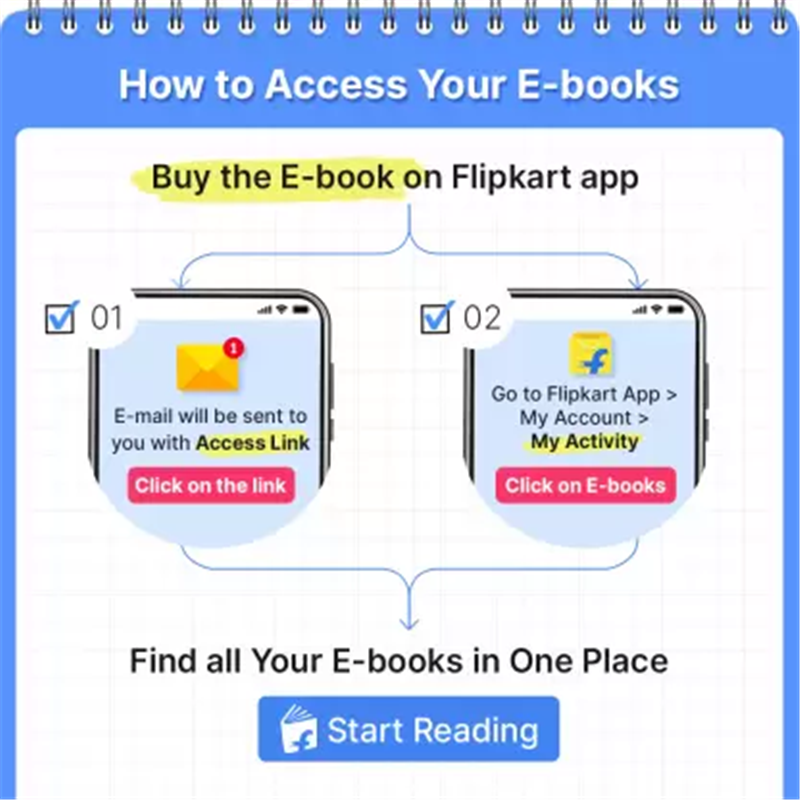 How to Access Your E-books
Buy the E-book on Flipkart app
01
1
E-mail will be sent to
you with Access Link
Click on the link
02
Go to Flipkart App >
My Account >
My Activity
Click on E-books
Find all Your E-books in One Place
Start Reading